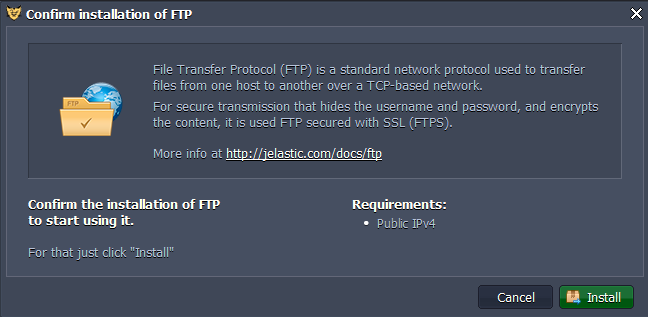 Confirm installation of FTP
File Transfer Protocol (FTP) is a standard network protocol used to transfer
files from one host to another over a TCP-based network.
For secure transmission that hides the username and password, and encrypts
the content, it is used FTP secured with SSL (FTPS).
More info at http://jelastic.com/docs/ftp
FTP
Confirm the installation of FTP
to start using it.
For that just click "Install"
Requirements:
• Public IPv4
Cancel
Install